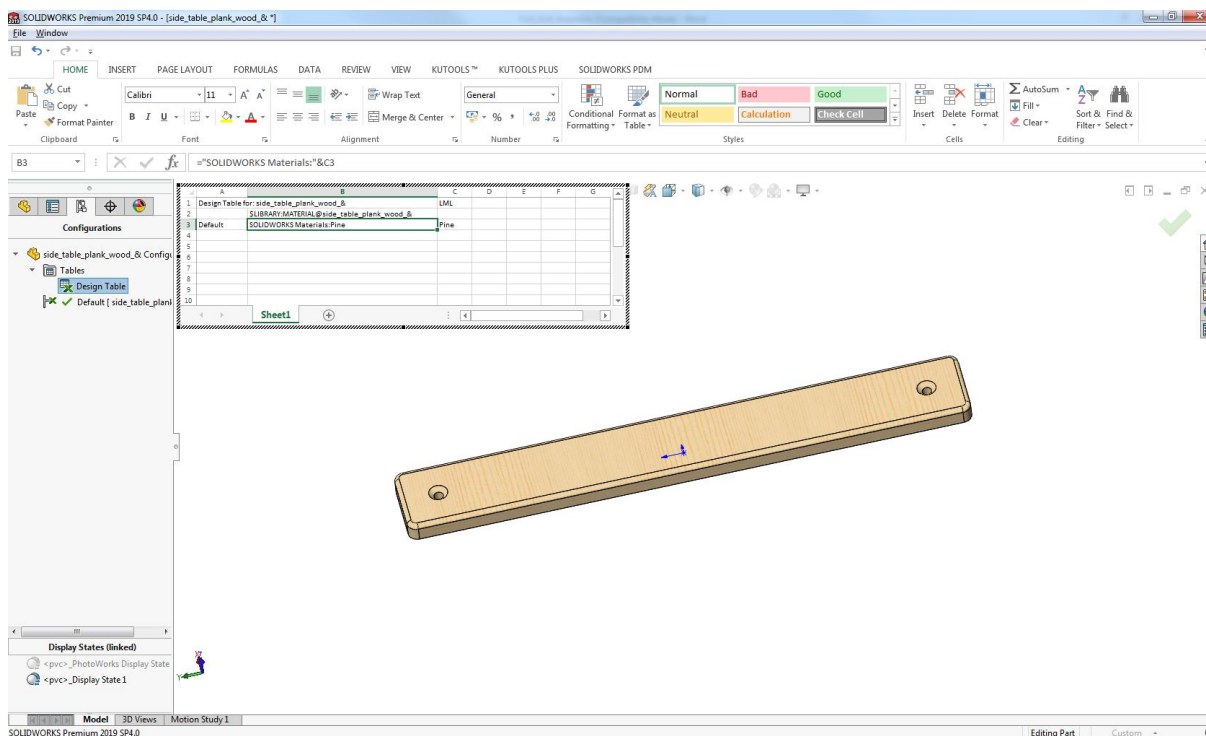 SOLIDWORKS Premium 2019 SP4.0 - [side_table_plank_wood_& *]
File Window
HOME INSERT PAGE LAYOUT FORMULAS DATA REVIEW VIEW KUTOOLS™ KUTOOLS PLUS SOLIDWORKS PDM
Paste
Cut
Copy
Format Painter
Clipboard
Calibri 11
B I U
Font
Wrap Text
Merge & Center
Alignment
General
Number
Conditional Formatting
Format as Table
Normal Bad Good
Neutral Calculation Check Cell
Styles
Insert Delete Format
Cells
AutoSum
Fill
Clear
Sort & Filter
Find & Select
Editing
B3 fx ="SOLIDWORKS Materials:"&C3
Configurations
side_table_plank_wood_& Configu
Tables
Design Table
Default [ side_table_plank
A B C D E F G
1 Design Table for: side_table_plank_wood_& LML
2 $LIBRARY:MATERIAL@side_table_plank_wood_&
3 Default SOLIDWORKS Materials:Pine Pine
4
5
6
7
8
9
10
Sheet1
Display States (linked)
<pvc>_PhotoWorks Display State
<pvc>_Display State 1
Model 3D Views Motion Study 1
SOLIDWORKS Premium 2019 SP4.0 Editing Part Custom